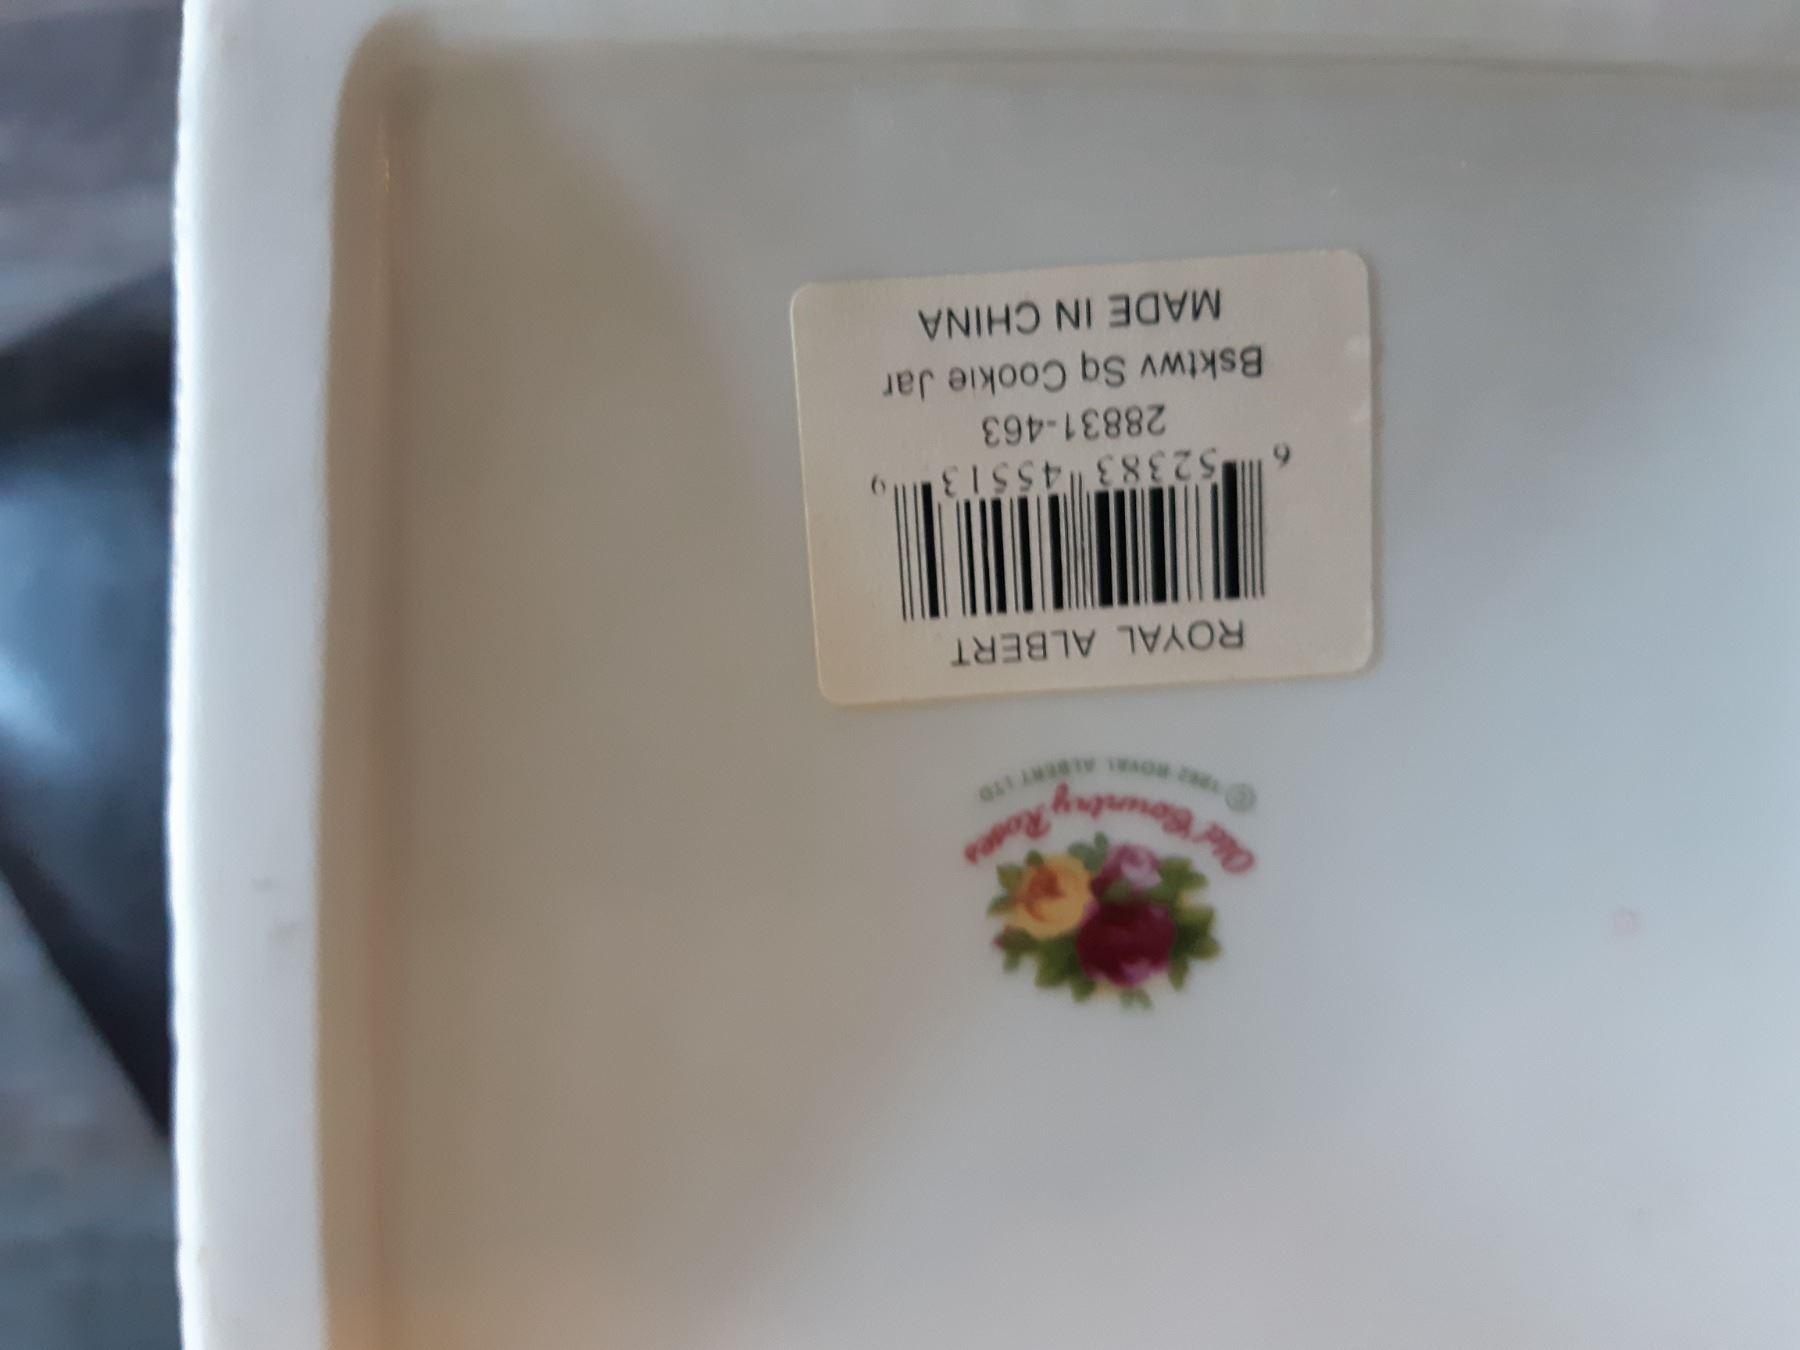 ROYAL ALBERT
6 52383 45513 9
28831-463
Bsktwv Sq Cookie Jar
MADE IN CHINA
Old Country Roses
© 1962 ROYAL ALBERT LTD